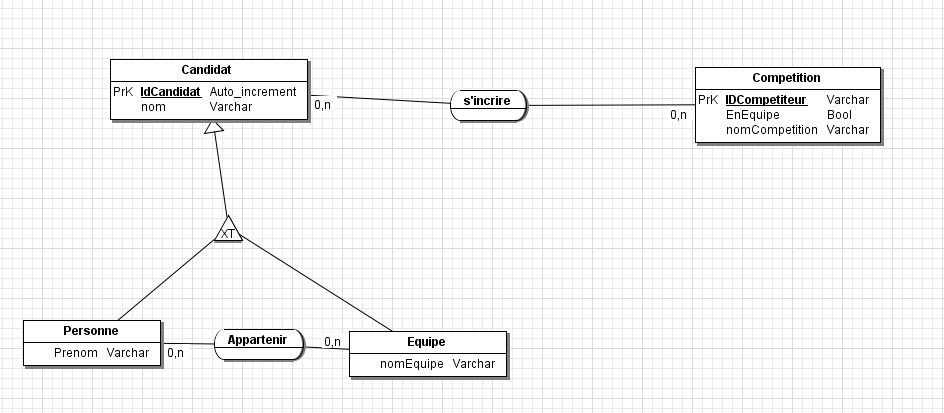 Candidat
PrK IdCandidat Auto_increment
nom Varchar
0,n
s'incrire
0,n
Competition
PrK IDCompetiteur Varchar
EnEquipe Bool
nomCompetition Varchar
XT
Personne
Prenom Varchar
0,n
Appartenir
0,n
Equipe
nomEquipe Varchar